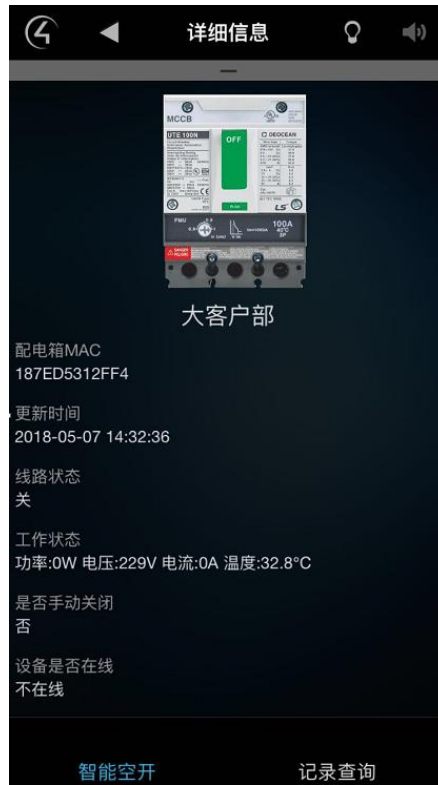 详细信息
MCCB
UTE 100N
OFF
DEOCEAN
LS
FMU
100A
大客户部
配电箱MAC
187ED5312FF4
更新时间
2018-05-07 14:32:36
线路状态
关
工作状态
功率:0W 电压:229V 电流:0A 温度:32.8°C
是否手动关闭
否
设备是否在线
不在线
智能空开
记录查询